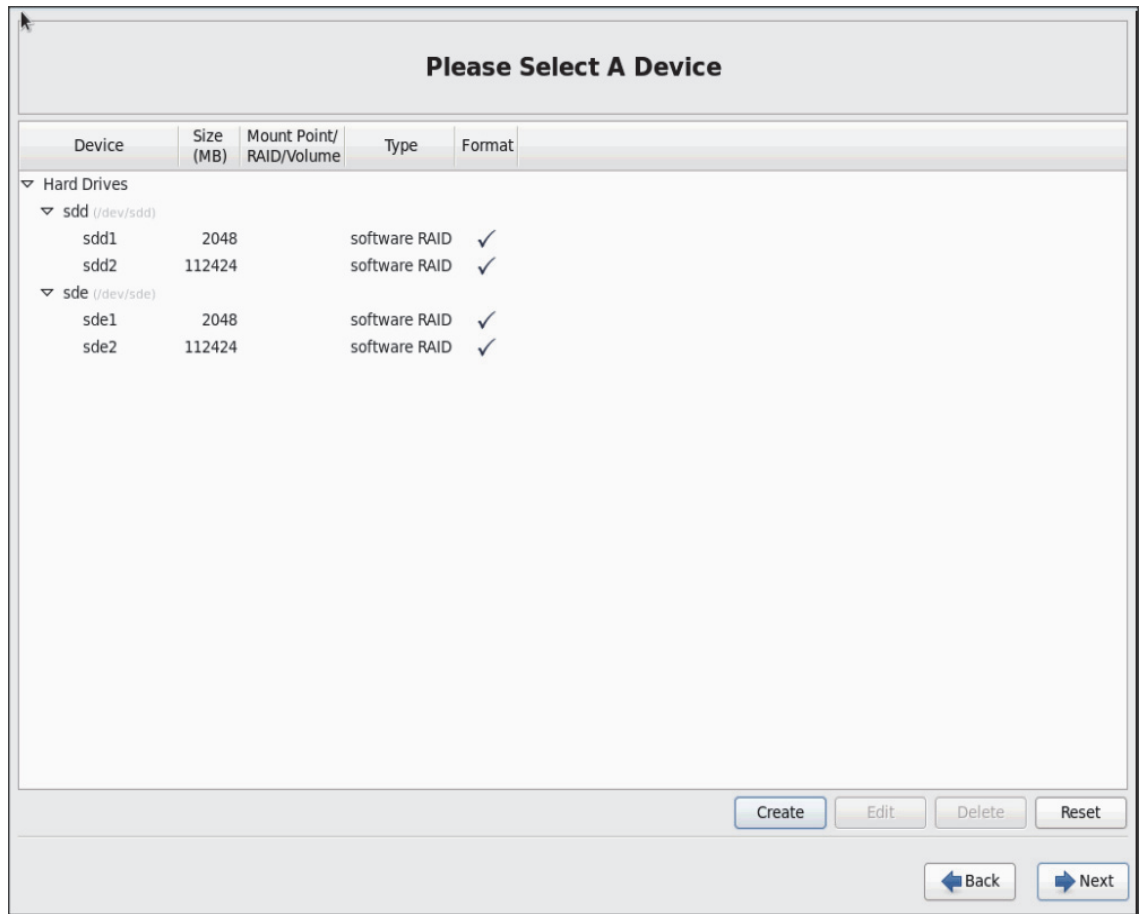 Please Select A Device
Device Size (MB) Mount Point/ RAID/Volume Type Format
Hard Drives
sdd (/dev/sdd)
sdd1 2048 software RAID ✓
sdd2 112424 software RAID ✓
sde (/dev/sde)
sde1 2048 software RAID ✓
sde2 112424 software RAID ✓
Create Edit Delete Reset
Back Next